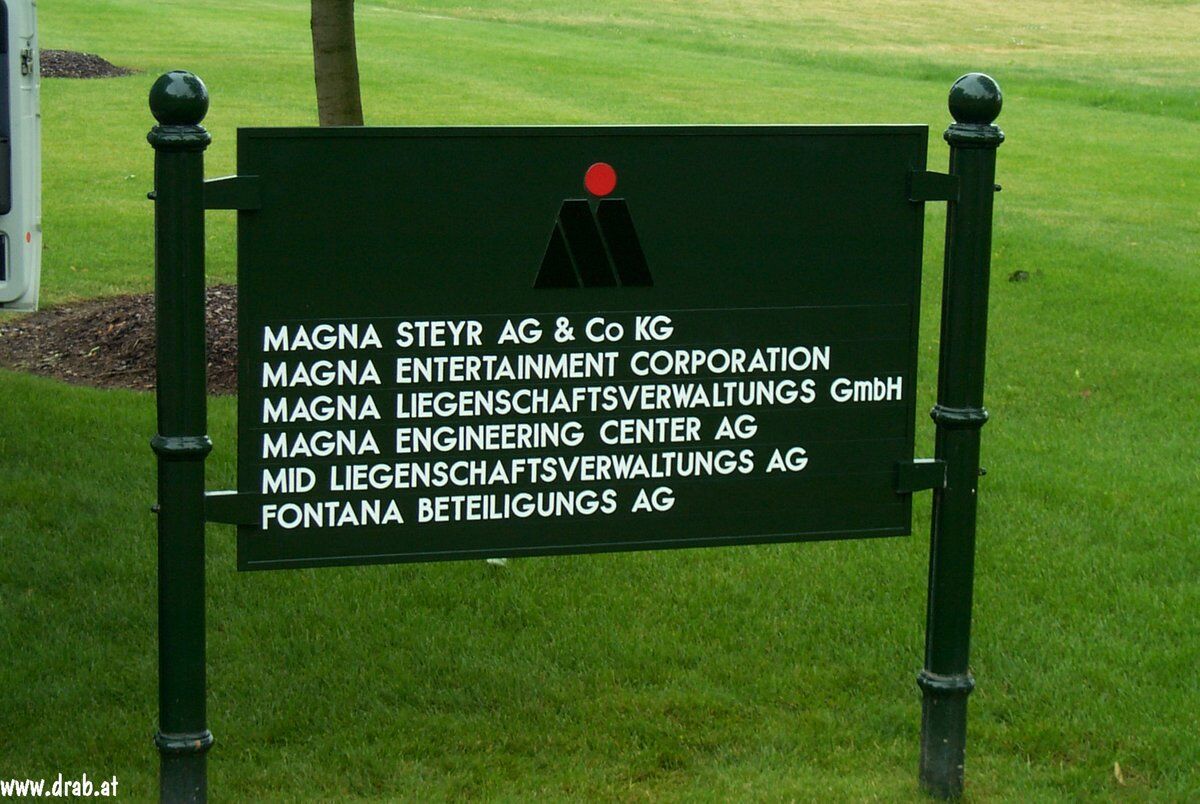 MAGNA STEYR AG & Co KG
MAGNA ENTERTAINMENT CORPORATION
MAGNA LIEGENSCHAFTSVERWALTUNGS GmbH
MAGNA ENGINEERING CENTER AG
MID LIEGENSCHAFTSVERWALTUNGS AG
FONTANA BETEILIGUNGS AG
www.drab.at